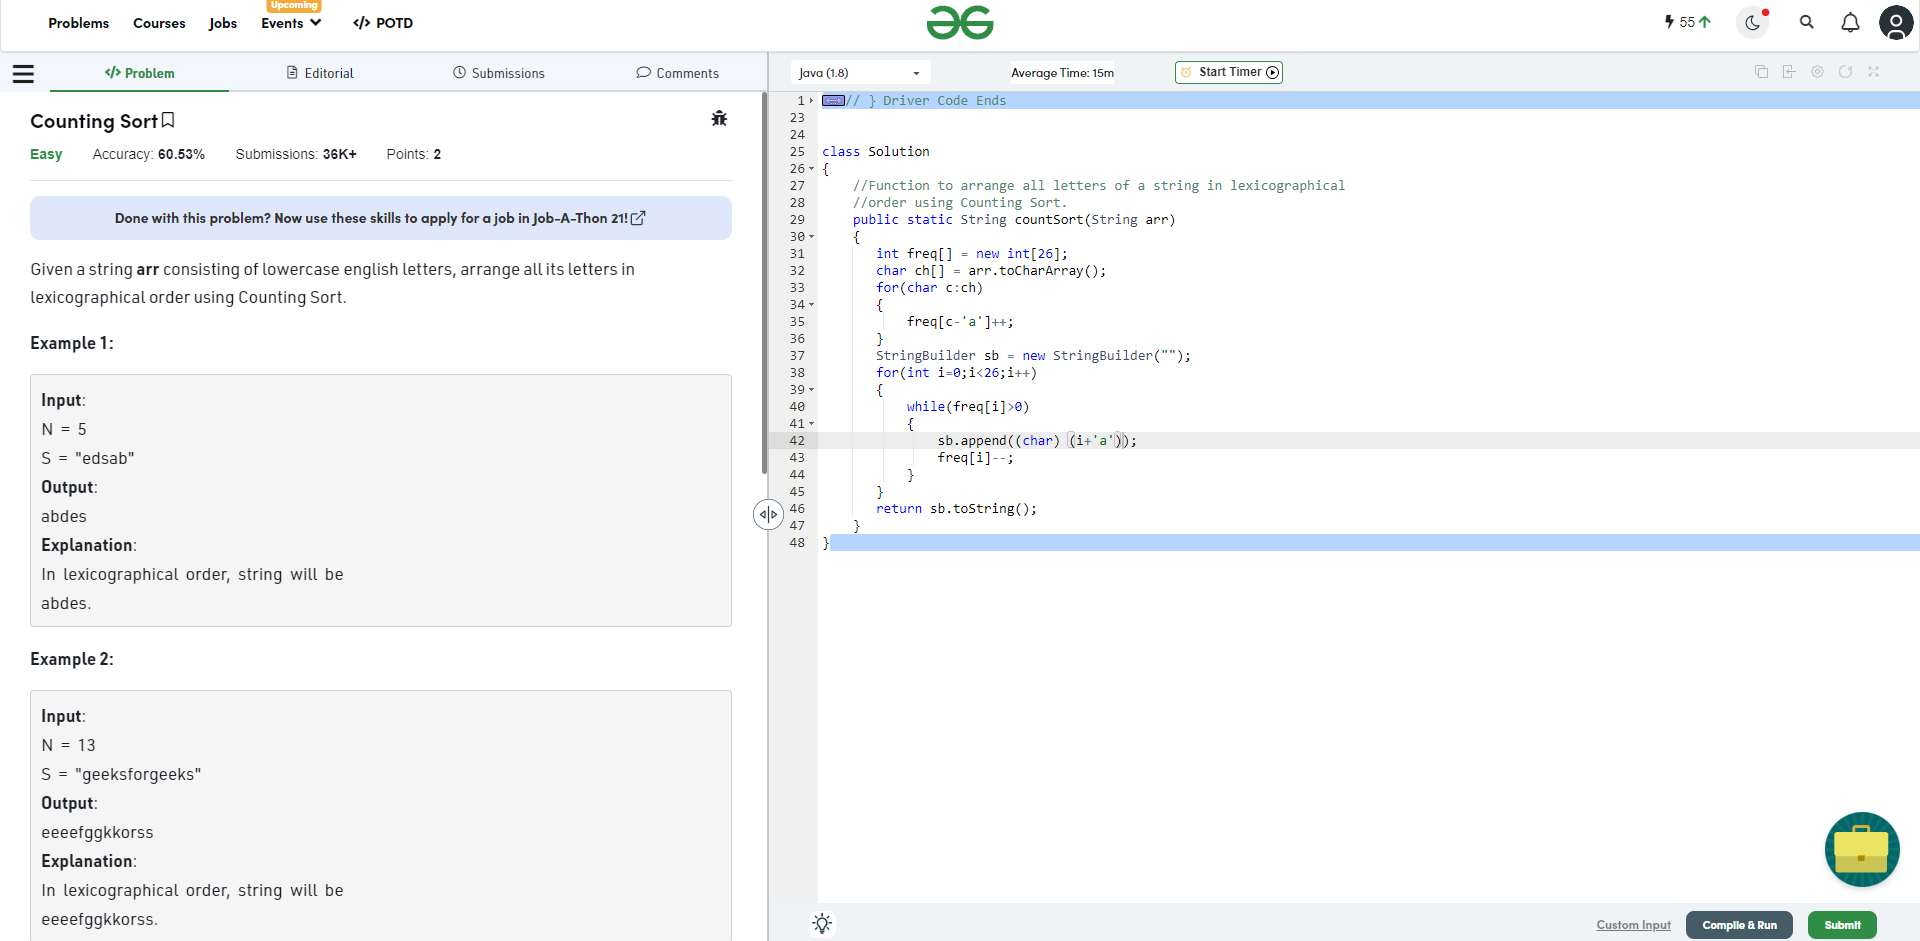 Problems Courses Jobs Upcoming Events </> POTD
55
</> Problem Editorial Submissions Comments
Counting Sort
Easy Accuracy: 60.53% Submissions: 36K+ Points: 2
Done with this problem? Now use these skills to apply for a job in Job-A-Thon 21!
Given a string arr consisting of lowercase english letters, arrange all its letters in
lexicographical order using Counting Sort.
Example 1:
Input:
N = 5
S = "edsab"
Output:
abdes
Explanation:
In lexicographical order, string will be
abdes.
Example 2:
Input:
N = 13
S = "geeksforgeeks"
Output:
eeeefggkkorss
Explanation:
In lexicographical order, string will be
eeeefggkkorss.
Java (1.8) Average Time: 15m Start Timer
1 // } Driver Code Ends
23
24
25 class Solution
26 {
27 //Function to arrange all letters of a string in lexicographical
28 //order using Counting Sort.
29 public static String countSort(String arr)
30 {
31 int freq[] = new int[26];
32 char ch[] = arr.toCharArray();
33 for(char c:ch)
34 {
35 freq[c-'a']++;
36 }
37 StringBuilder sb = new StringBuilder("");
38 for(int i=0;i<26;i++)
39 {
40 while(freq[i]>0)
41 {
42 sb.append((char) (i+'a'));
43 freq[i]--;
44 }
45 }
46 return sb.toString();
47 }
48 }
Custom Input Compile & Run Submit